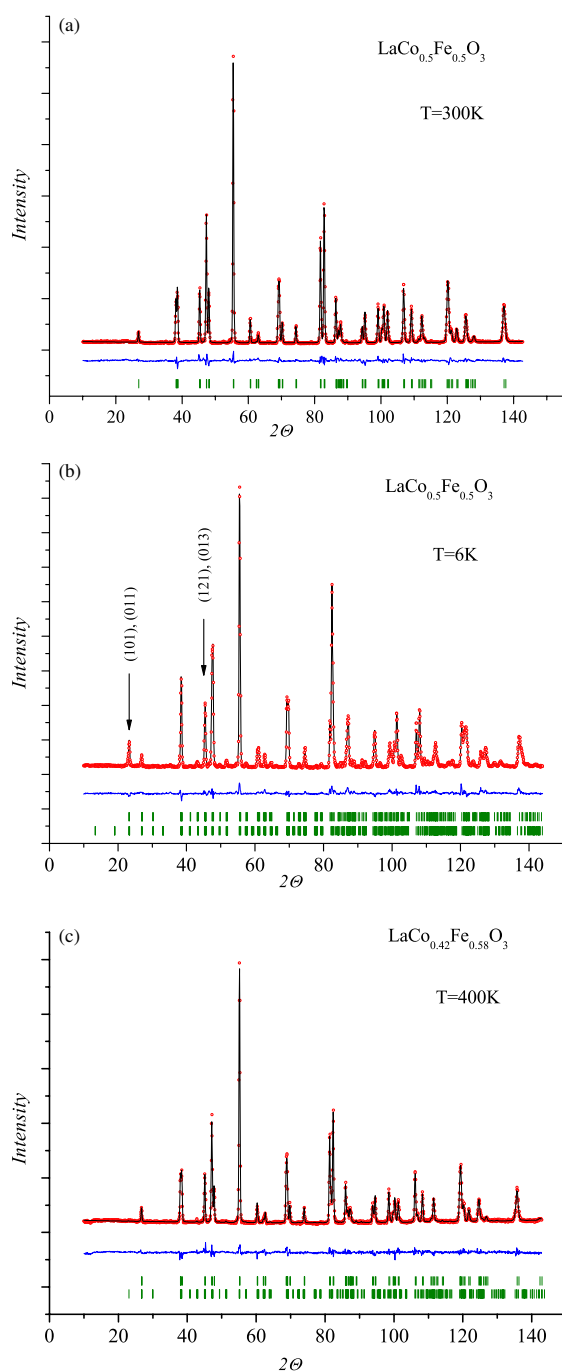 (a)
LaCo0.5Fe0.5O3
T=300K
Intensity
0 20 40 60 80 100 120 140
2Θ
(b)
LaCo0.5Fe0.5O3
T=6K
(101), (011)
(121), (013)
Intensity
0 20 40 60 80 100 120 140
2Θ
(c)
LaCo0.42Fe0.58O3
T=400K
Intensity
0 20 40 60 80 100 120 140
2Θ